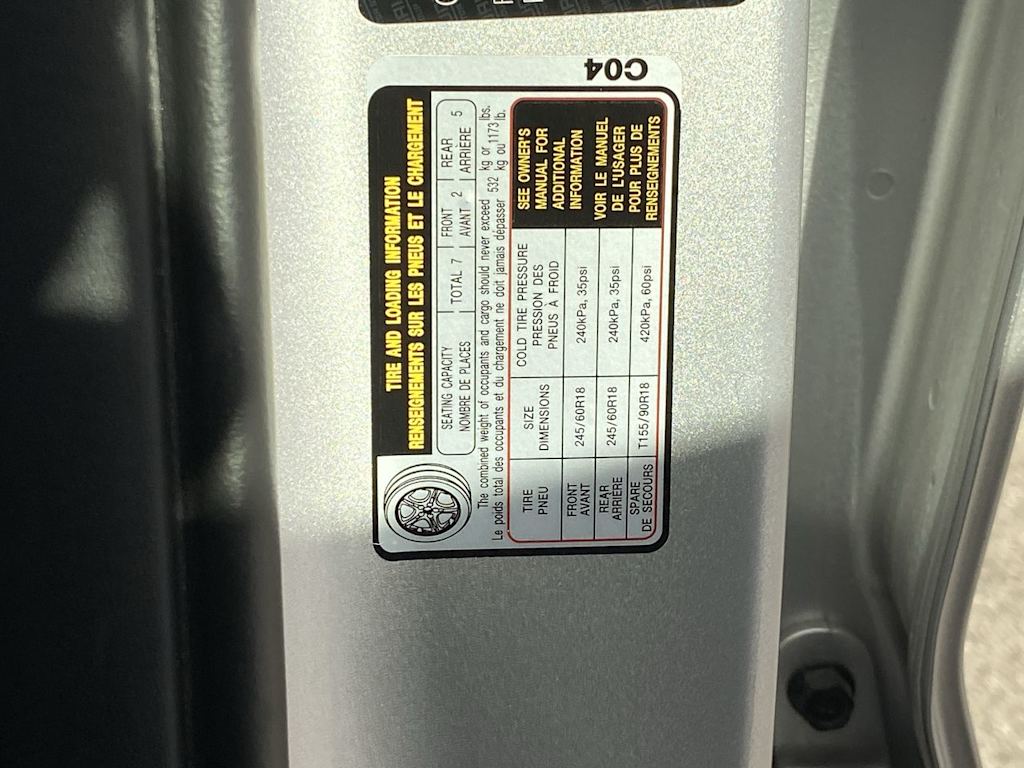 C04
TIRE AND LOADING INFORMATION
RENSEIGNEMENTS SUR LES PNEUS ET LE CHARGEMENT
SEATING CAPACITY TOTAL 7 FRONT 2 REAR 5
NOMBRE DE PLACES AVANT ARRIÈRE
The combined weight of occupants and cargo should never exceed 532 kg or 1173 lbs.
Le poids total des occupants et du chargement ne doit jamais dépasser kg ou lb.
TIRE SIZE COLD TIRE PRESSURE
PNEU DIMENSIONS PRESSION DES
PNEUS À FROID
FRONT 245/60R18 240kPa, 35psi
AVANT
REAR 245/60R18 240kPa, 35psi
ARRIÈRE
SPARE T155/90R18 420kPa, 60psi
DE SECOURS
SEE OWNER'S
MANUAL FOR
ADDITIONAL
INFORMATION
VOIR LE MANUEL
DE L'USAGER
POUR PLUS DE
RENSEIGNEMENTS